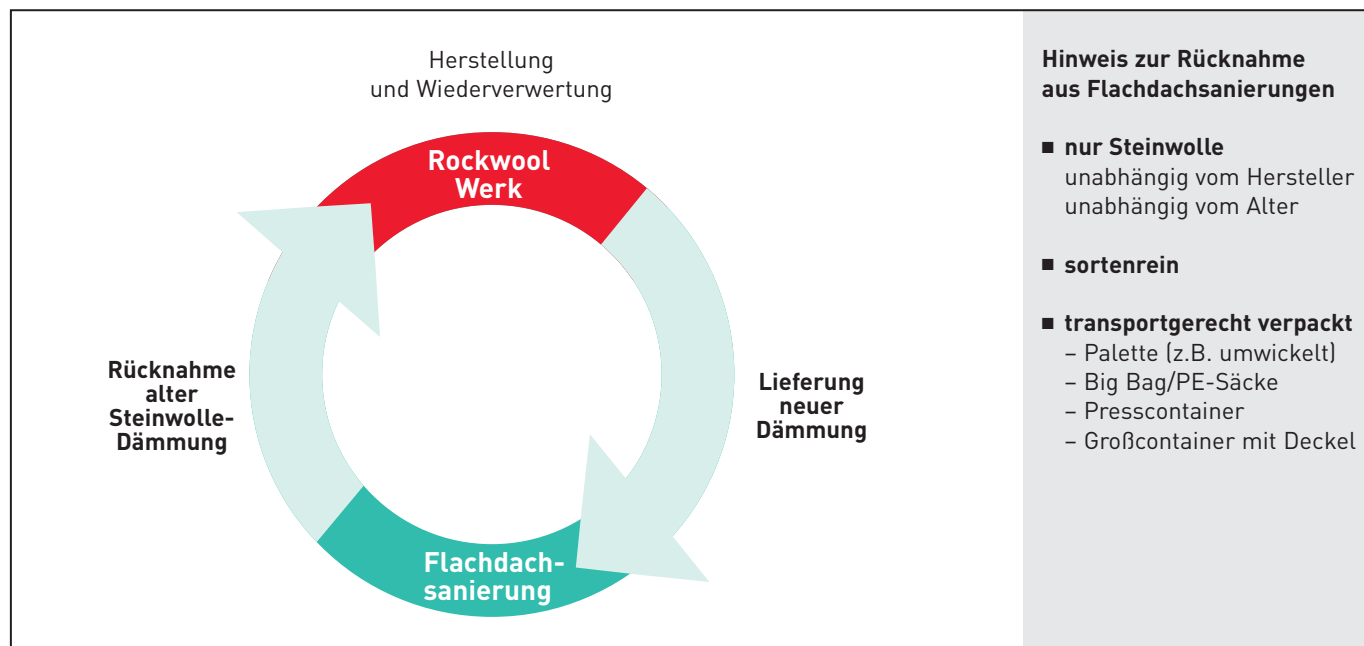 Herstellung
und Wiederverwertung
Rockwool
Werk
Rücknahme
alter
Steinwolle-
Dämmung
Lieferung
neuer
Dämmung
Flachdach-
sanierung
Hinweis zur Rücknahme
aus Flachdachsanierungen
■ nur Steinwolle
unabhängig vom Hersteller
unabhängig vom Alter
■ sortenrein
■ transportgerecht verpackt
– Palette (z.B. umwickelt)
– Big Bag/PE-Säcke
– Presscontainer
– Großcontainer mit Deckel